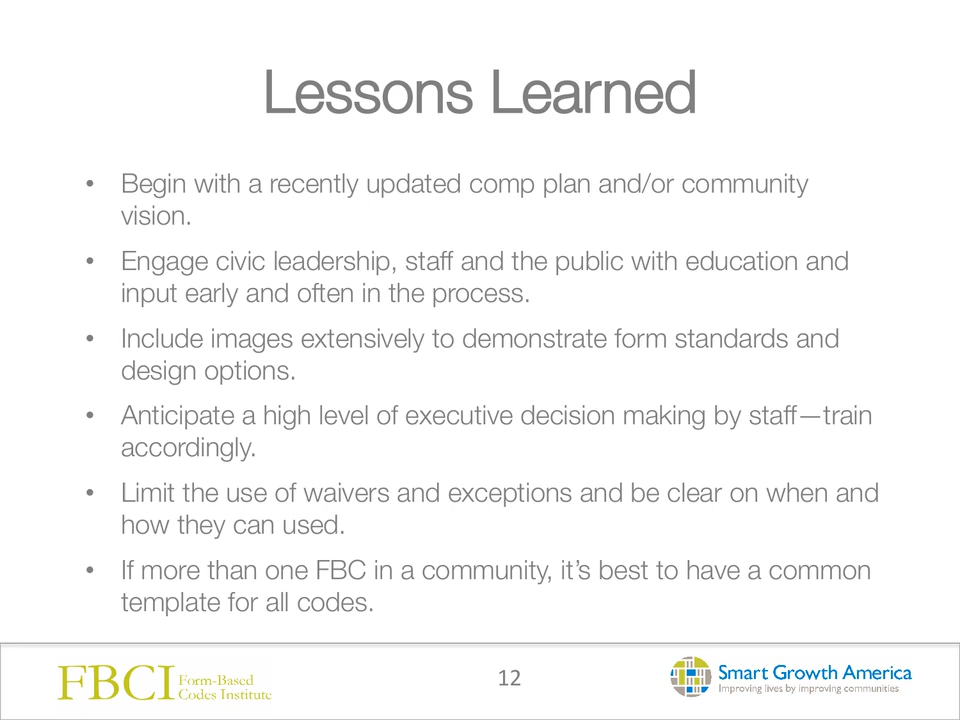 Lessons Learned
• Begin with a recently updated comp plan and/or community
vision.
• Engage civic leadership, staff and the public with education and
input early and often in the process.
• Include images extensively to demonstrate form standards and
design options.
• Anticipate a high level of executive decision making by staff—train
accordingly.
• Limit the use of waivers and exceptions and be clear on when and
how they can used.
• If more than one FBC in a community, it’s best to have a common
template for all codes.
FBCI Form-Based
Codes Institute
12
Smart Growth America
Improving lives by improving communities